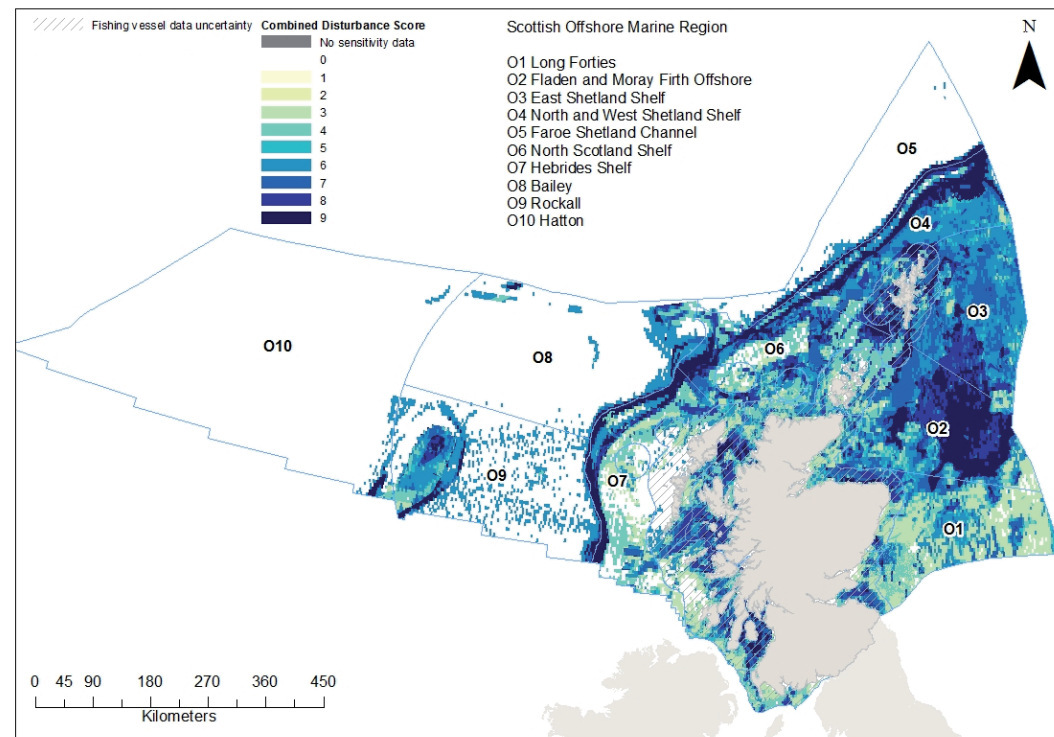 Fishing vessel data uncertainty
Combined Disturbance Score
No sensitivity data
0
1
2
3
4
5
6
7
8
9
Scottish Offshore Marine Region
O1 Long Forties
O2 Fladen and Moray Firth Offshore
O3 East Shetland Shelf
O4 North and West Shetland Shelf
O5 Faroe Shetland Channel
O6 North Scotland Shelf
O7 Hebrides Shelf
O8 Bailey
O9 Rockall
O10 Hatton
N
O5
O4
O3
O10
O8
O6
O2
O9
O7
O1
0 45 90 180 270 360 450
Kilometers